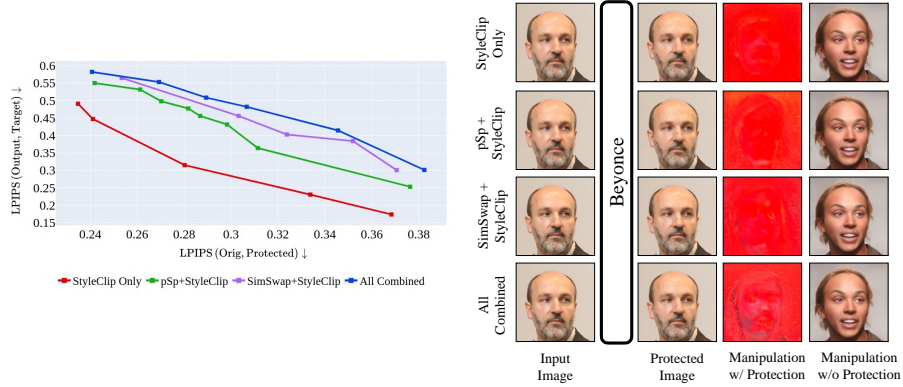 0.6
0.55
0.5
0.45
0.4
0.35
0.3
0.25
0.2
0.15
LPIPS (Output, Target) ↓
0.24
0.26
0.28
0.3
0.32
0.34
0.36
0.38
LPIPS (Orig, Protected) ↓
StyleClip Only
pSp+StyleClip
SimSwap+StyleClip
All Combined
StyleClip
Only
pSp +
StyleClip
SimSwap +
StyleClip
All
Combined
Beyonce
Input
Image
Protected
Image
Manipulation
w/ Protection
Manipulation
w/o Protection